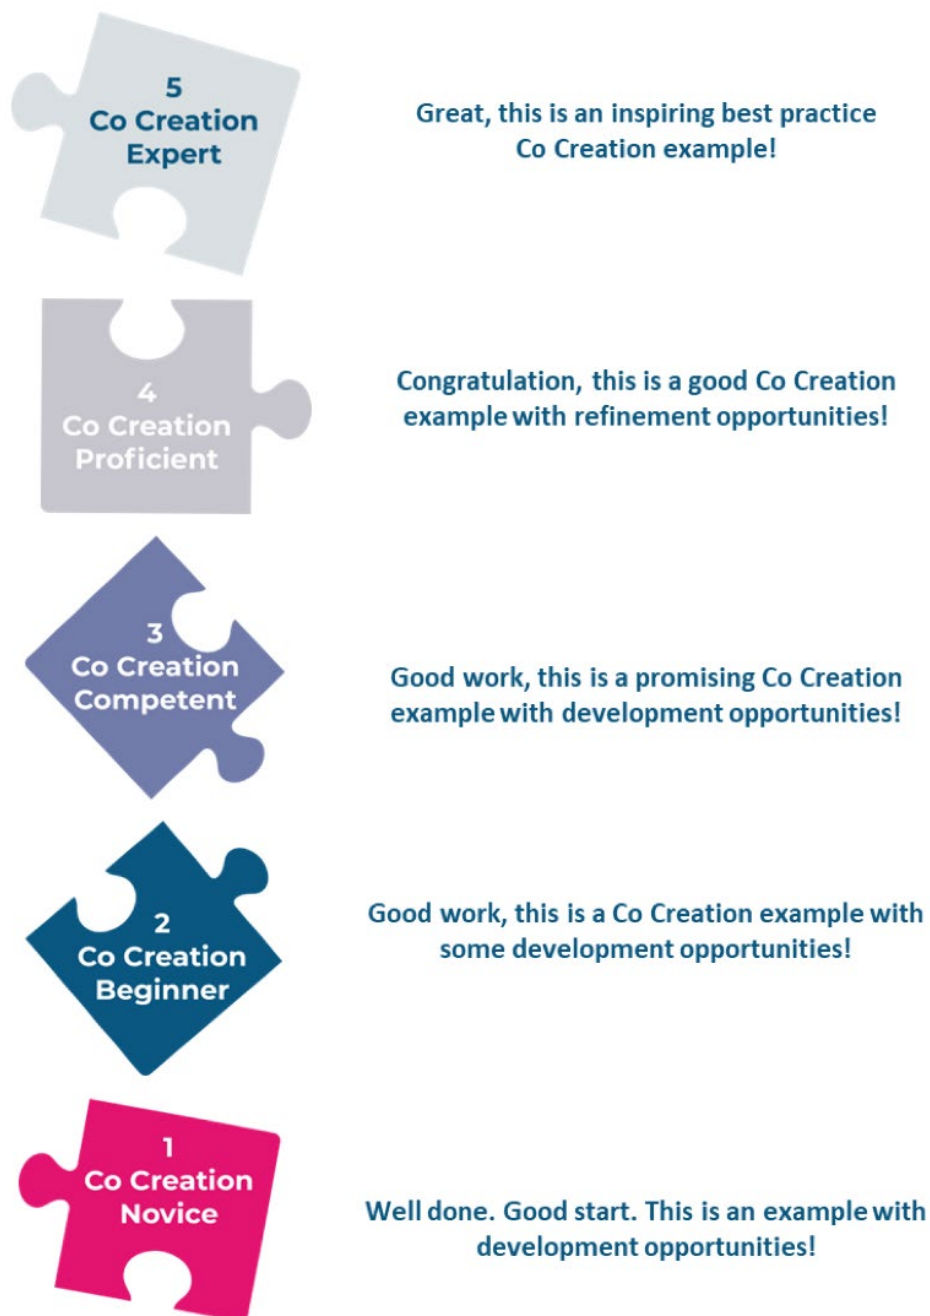 5
Co Creation
Expert
Great, this is an inspiring best practice
Co Creation example!
4
Co Creation
Proficient
Congratulation, this is a good Co Creation
example with refinement opportunities!
3
Co Creation
Competent
Good work, this is a promising Co Creation
example with development opportunities!
2
Co Creation
Beginner
Good work, this is a Co Creation example with
some development opportunities!
1
Co Creation
Novice
Well done. Good start. This is an example with
development opportunities!